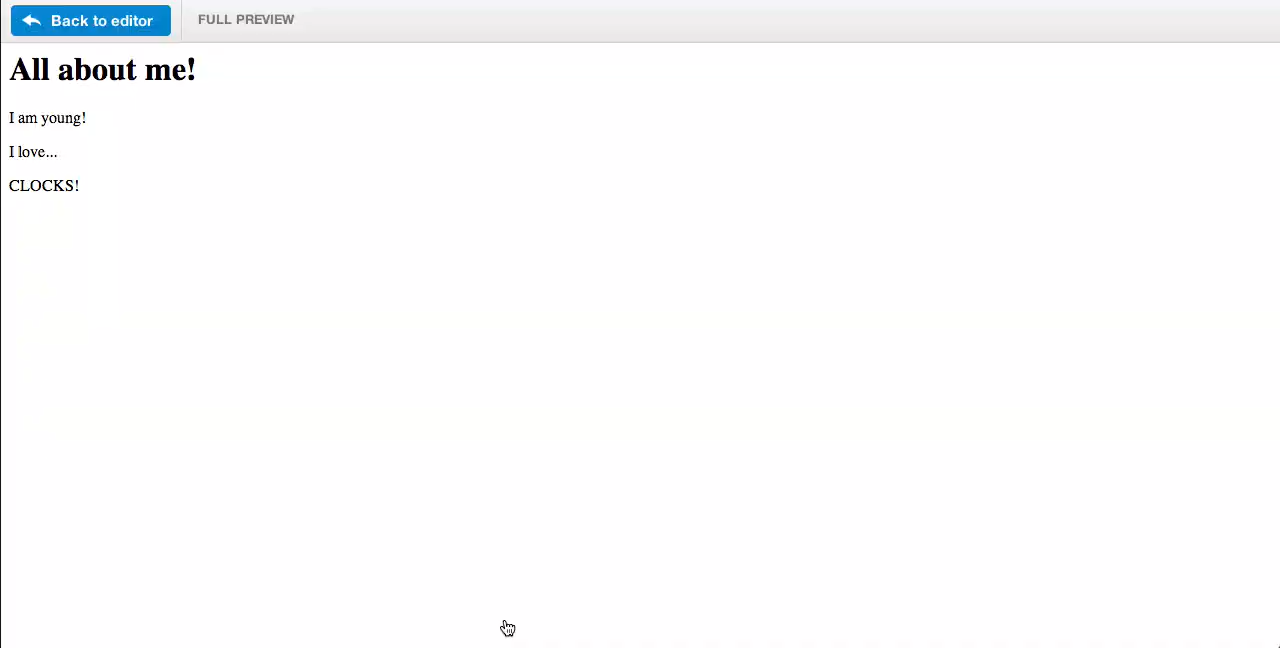 Back to editor
FULL PREVIEW
All about me!
I am young!
I love...
CLOCKS!